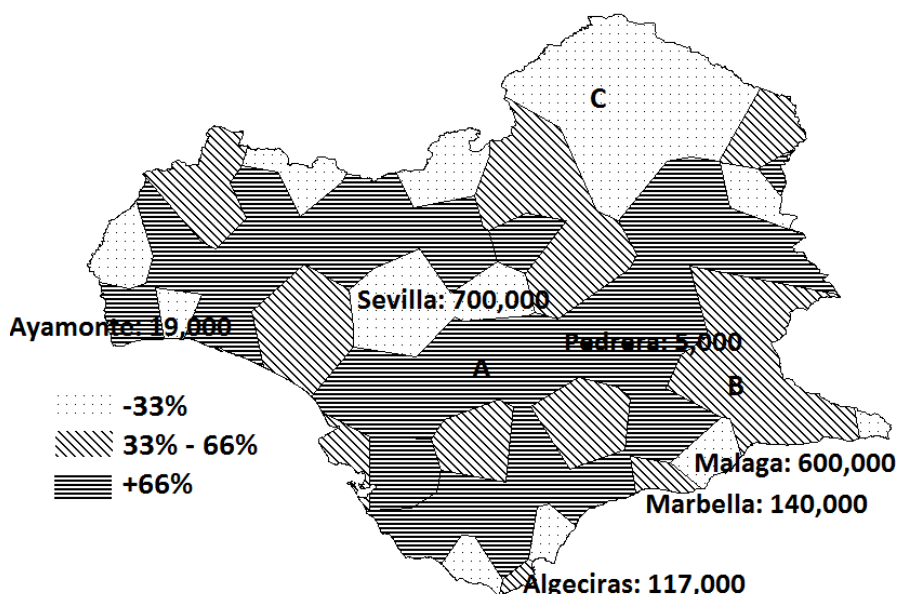 C
Sevilla: 700,000
Ayamonte: 19,000
Pedrera: 5,000
A
B
-33%
33% - 66%
+66%
Malaga: 600,000
Marbella: 140,000
Algeciras: 117,000